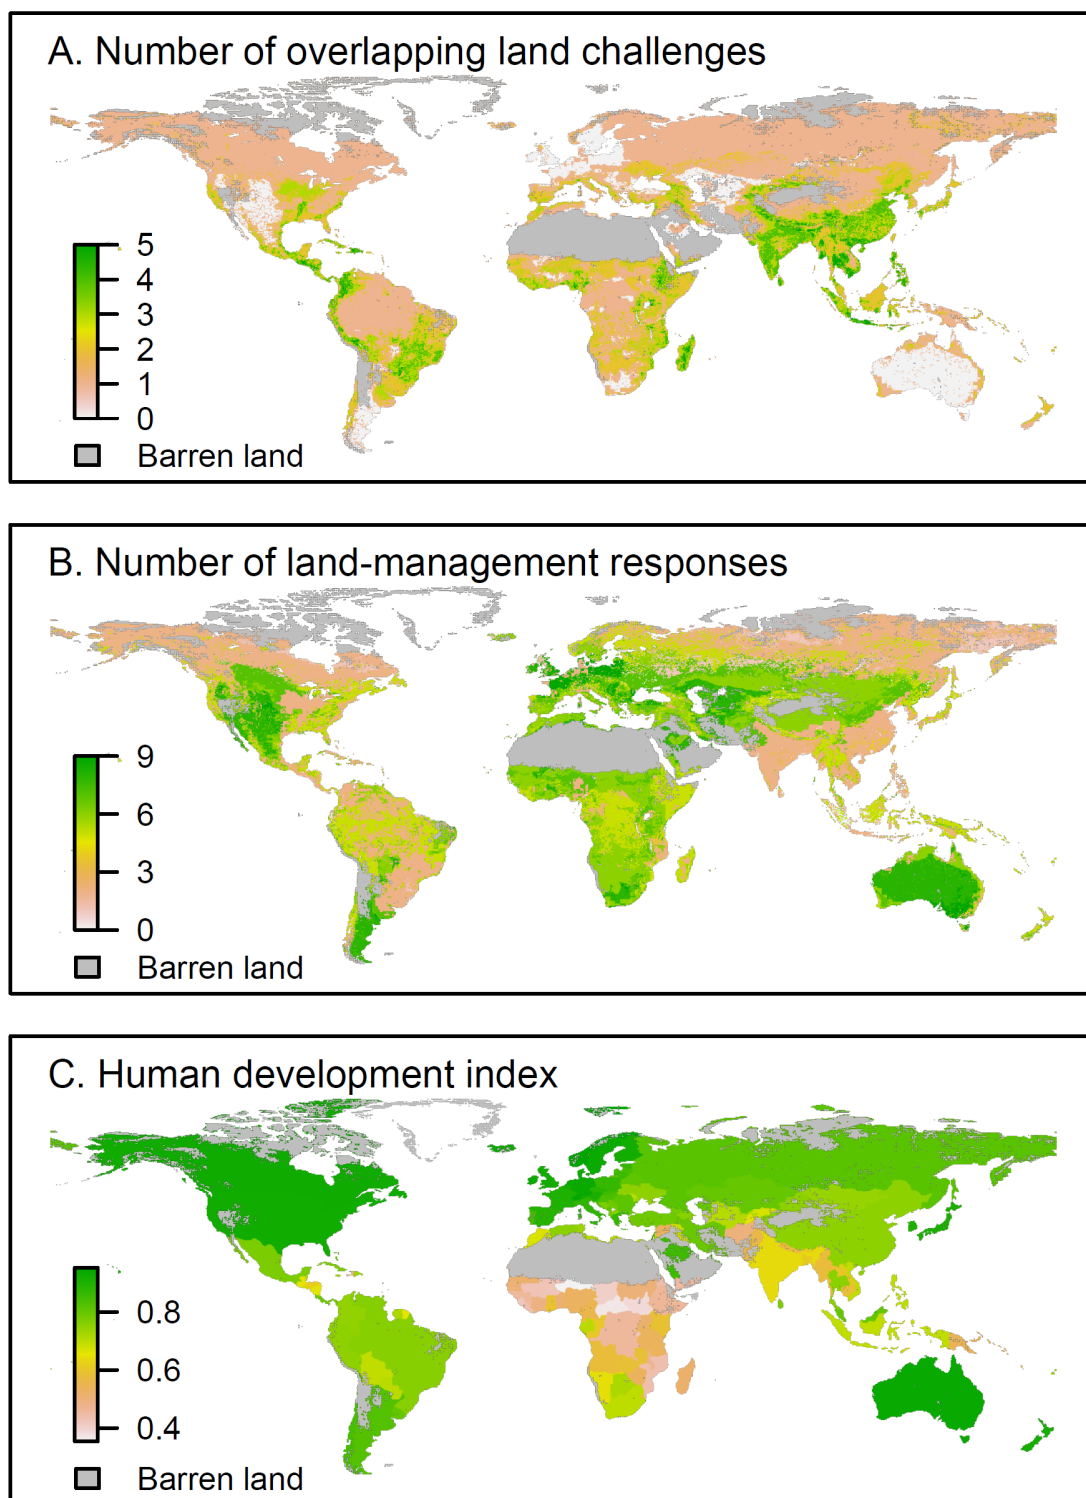 A. Number of overlapping land challenges
5
4
3
2
1
0
Barren land
B. Number of land-management responses
9
6
3
0
Barren land
C. Human development index
0.8
0.6
0.4
Barren land